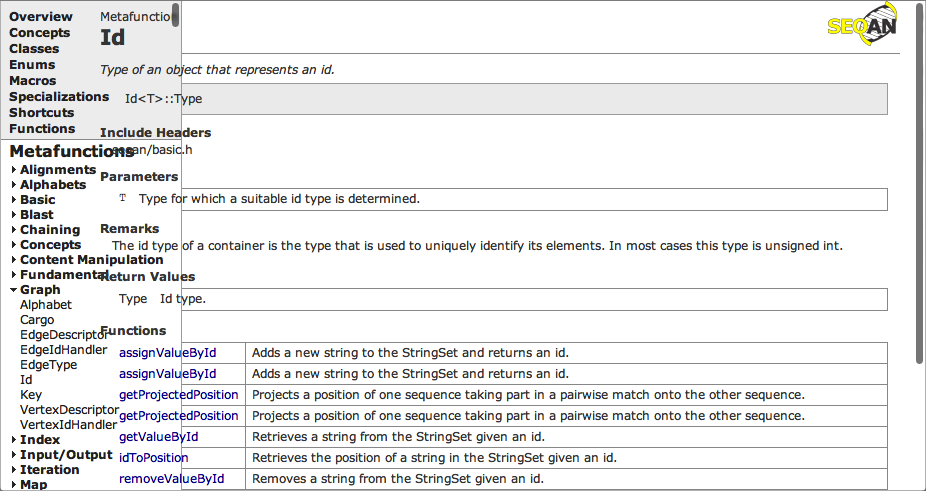 Overview
Concepts
Classes
Enums
Macros
Specializations
Shortcuts
Functions
Metafunctions
Alignments
Alphabets
Basic
Blast
Chaining
Concepts
Content Manipulation
Fundamental
Graph
Alphabet
Cargo
EdgeDescriptor
EdgeIdHandler
EdgeType
Id
Key
VertexDescriptor
VertexIdHandler
Index
Input/Output
Iteration
Map
Metafunction
Id
SEQAN
Type of an object that represents an id.
Id<T>::Type
Include Headers
seqan/basic.h
Parameters
T Type for which a suitable id type is determined.
Remarks
The id type of a container is the type that is used to uniquely identify its elements. In most cases this type is unsigned int.
Return Values
Type Id type.
Functions
assignValueById Adds a new string to the StringSet and returns an id.
assignValueById Adds a new string to the StringSet and returns an id.
getProjectedPosition Projects a position of one sequence taking part in a pairwise match onto the other sequence.
getProjectedPosition Projects a position of one sequence taking part in a pairwise match onto the other sequence.
getValueById Retrieves a string from the StringSet given an id.
idToPosition Retrieves the position of a string in the StringSet given an id.
removeValueById Removes a string from the StringSet given an id.